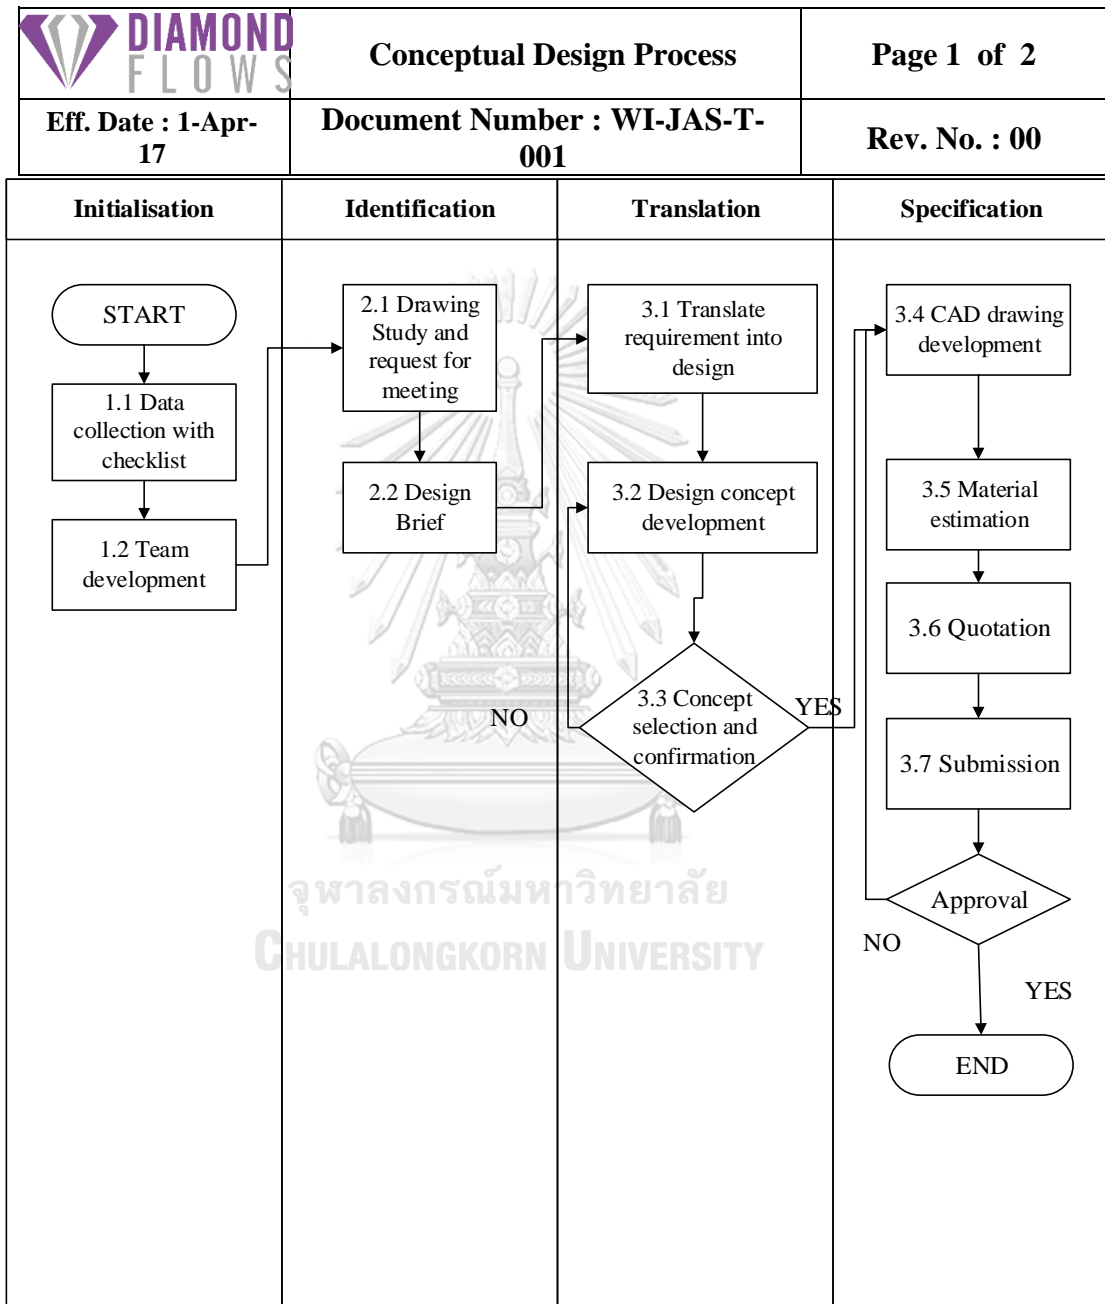 DIAMOND
FLOWS
Conceptual Design Process
Page 1 of 2
Eff. Date : 1-Apr-
17
Document Number : WI-JAS-T-
001
Rev. No. : 00
Initialisation
Identification
Translation
Specification
START
1.1 Data
collection with
checklist
1.2 Team
development
2.1 Drawing
Study and
request for
meeting
2.2 Design
Brief
3.1 Translate
requirement into
design
3.2 Design concept
development
3.3 Concept
selection and
confirmation
NO
YES
3.4 CAD drawing
development
3.5 Material
estimation
3.6 Quotation
3.7 Submission
Approval
NO
YES
END
จุฬาลงกรณ์มหาวิทยาลัย
CHULALONGKORN UNIVERSITY